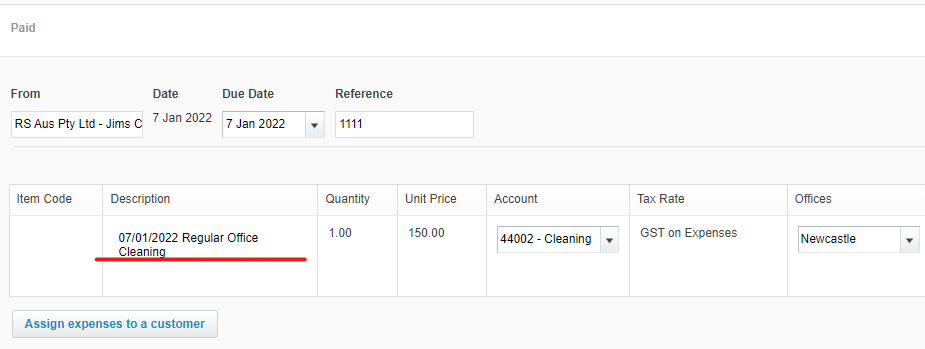 Paid
From Date Due Date Reference
RS Aus Pty Ltd - Jims C 7 Jan 2022 7 Jan 2022 1111
Item Code Description Quantity Unit Price Account Tax Rate Offices
07/01/2022 Regular Office 1.00 150.00 44002 - Cleaning GST on Expenses Newcastle
Cleaning
Assign expenses to a customer